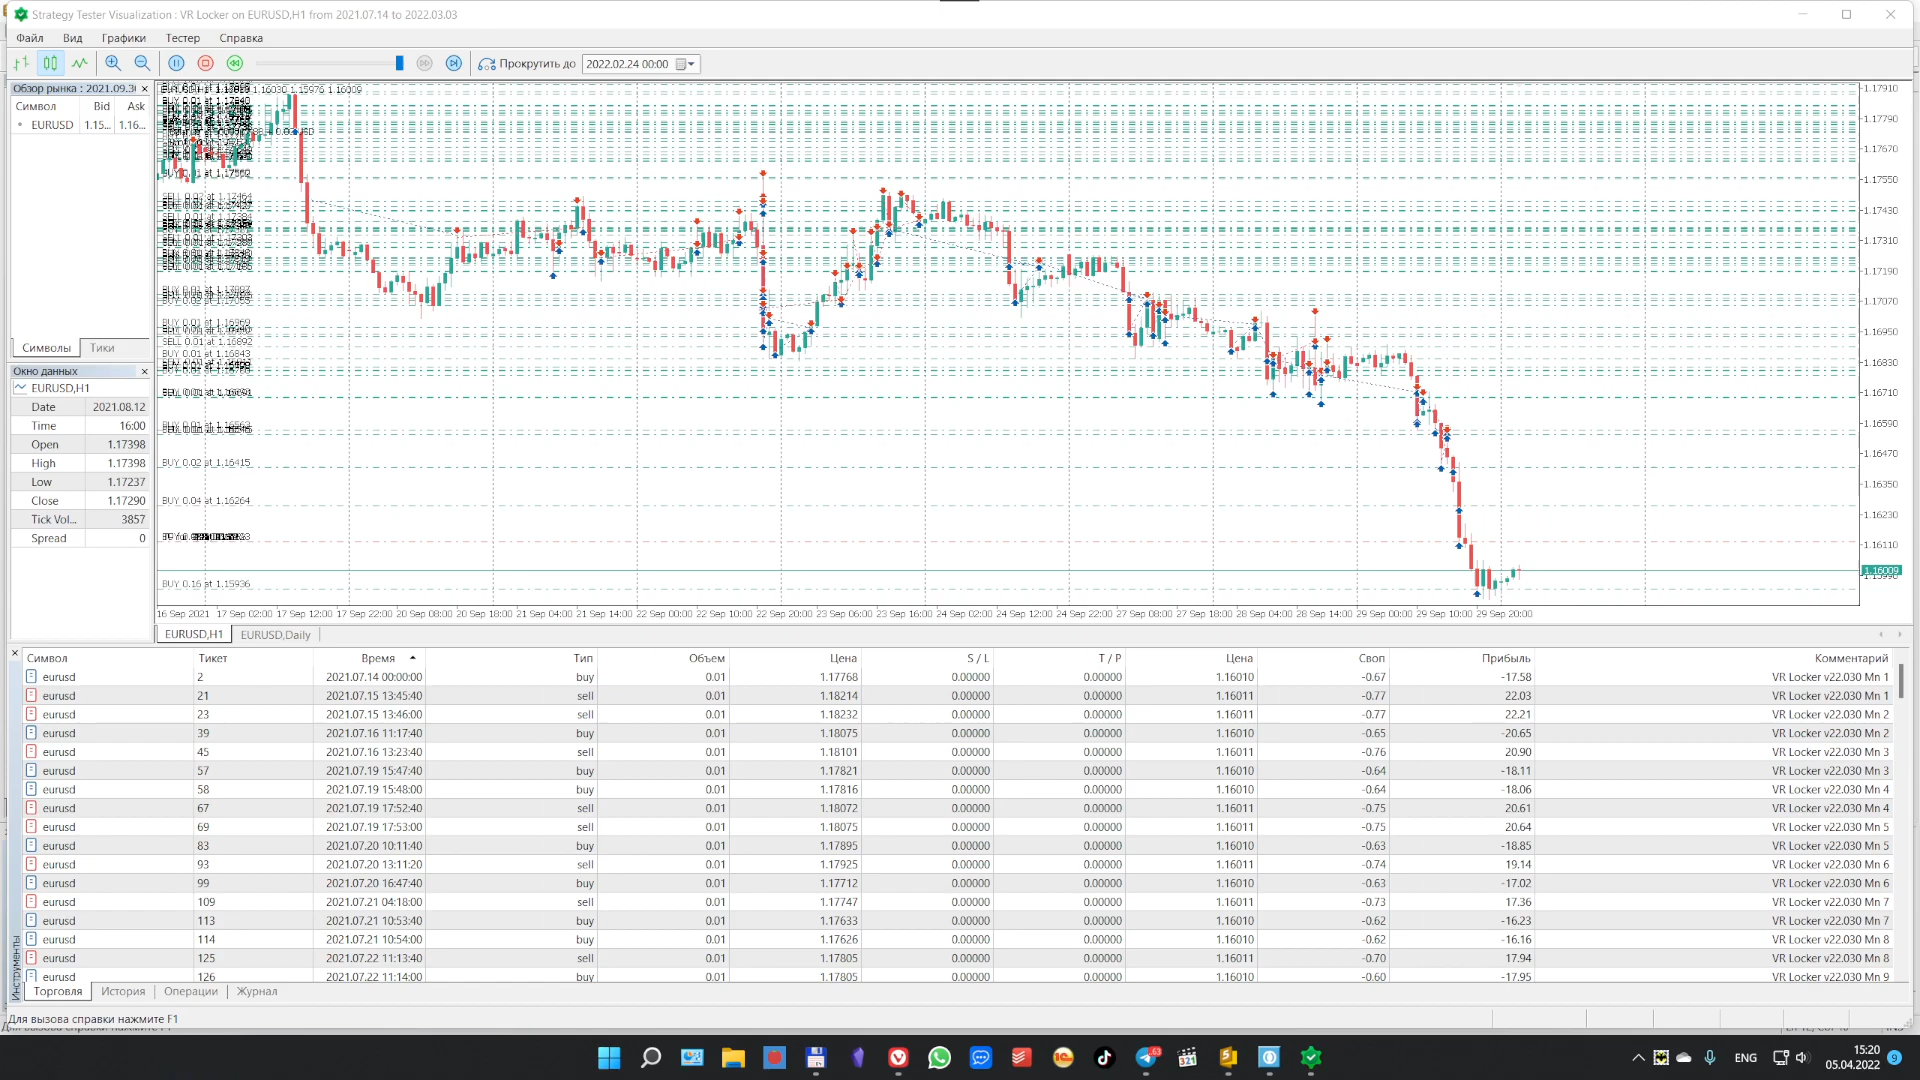 Strategy Tester Visualization : VR Locker on EURUSD,H1 from 2021.07.14 to 2022.03.03
Файл Вид Графики Тестер Справка
Прокрутить до 2022.02.24 00:00
Обзор рынка : 2021.09.3
Символ Bid Ask
EURUSD 1.15... 1.16...
Символы Тики
Окно данных
EURUSD,H1
Date 2021.08.12
Time 16:00
Open 1.17398
High 1.17398
Low 1.17237
Close 1.17290
Tick Vol... 3857
Spread 0
1.16030 1.15976 1.16009
SELL 0.01 at 1.16892
BUY 0.01 at 1.16843
BUY 0.02 at 1.16415
BUY 0.04 at 1.16264
BUY 0.16 at 1.15936
1.17910
1.17790
1.17670
1.17550
1.17430
1.17310
1.17190
1.17070
1.16950
1.16830
1.16710
1.16590
1.16470
1.16350
1.16230
1.16110
1.16009
16 Sep 2021 17 Sep 02:00 17 Sep 12:00 17 Sep 22:00 20 Sep 08:00 20 Sep 18:00 21 Sep 04:00 21 Sep 14:00 22 Sep 00:00 22 Sep 10:00 22 Sep 20:00 23 Sep 06:00 23 Sep 16:00 24 Sep 02:00 24 Sep 12:00 24 Sep 22:00 27 Sep 08:00 27 Sep 18:00 28 Sep 04:00 28 Sep 14:00 29 Sep 00:00 29 Sep 10:00 29 Sep 20:00
EURUSD,H1 EURUSD,Daily
Символ Тикет Время Тип Объем Цена S / L T / P Цена Своп Прибыль Комментарий
eurusd 2 2021.07.14 00:00:00 buy 0.01 1.17768 0.00000 0.00000 1.16010 -0.67 -17.58 VR Locker v22.030 Mn 1
eurusd 21 2021.07.15 13:45:40 sell 0.01 1.18214 0.00000 0.00000 1.16011 -0.77 22.03 VR Locker v22.030 Mn 1
eurusd 23 2021.07.15 13:46:00 sell 0.01 1.18232 0.00000 0.00000 1.16011 -0.77 22.21 VR Locker v22.030 Mn 2
eurusd 39 2021.07.16 11:17:40 buy 0.01 1.18075 0.00000 0.00000 1.16010 -0.65 -20.65 VR Locker v22.030 Mn 2
eurusd 45 2021.07.16 13:23:40 sell 0.01 1.18101 0.00000 0.00000 1.16011 -0.76 20.90 VR Locker v22.030 Mn 3
eurusd 57 2021.07.19 15:47:40 buy 0.01 1.17821 0.00000 0.00000 1.16010 -0.64 -18.11 VR Locker v22.030 Mn 3
eurusd 58 2021.07.19 15:48:00 buy 0.01 1.17816 0.00000 0.00000 1.16010 -0.64 -18.06 VR Locker v22.030 Mn 4
eurusd 67 2021.07.19 17:52:40 sell 0.01 1.18072 0.00000 0.00000 1.16011 -0.75 20.61 VR Locker v22.030 Mn 4
eurusd 69 2021.07.19 17:53:00 sell 0.01 1.18075 0.00000 0.00000 1.16011 -0.75 20.64 VR Locker v22.030 Mn 5
eurusd 83 2021.07.20 10:11:40 buy 0.01 1.17895 0.00000 0.00000 1.16010 -0.63 -18.85 VR Locker v22.030 Mn 5
eurusd 93 2021.07.20 13:11:20 sell 0.01 1.17925 0.00000 0.00000 1.16011 -0.74 19.14 VR Locker v22.030 Mn 6
eurusd 99 2021.07.20 16:47:40 buy 0.01 1.17712 0.00000 0.00000 1.16010 -0.63 -17.02 VR Locker v22.030 Mn 6
eurusd 109 2021.07.21 04:18:00 sell 0.01 1.17747 0.00000 0.00000 1.16011 -0.73 17.36 VR Locker v22.030 Mn 7
eurusd 113 2021.07.21 10:53:40 buy 0.01 1.17633 0.00000 0.00000 1.16010 -0.62 -16.23 VR Locker v22.030 Mn 7
eurusd 114 2021.07.21 10:54:00 buy 0.01 1.17626 0.00000 0.00000 1.16010 -0.62 -16.16 VR Locker v22.030 Mn 8
eurusd 125 2021.07.22 11:13:40 sell 0.01 1.17805 0.00000 0.00000 1.16011 -0.70 17.94 VR Locker v22.030 Mn 8
eurusd 126 2021.07.22 11:14:00 buy 0.01 1.17805 0.00000 0.00000 1.16010 -0.60 -17.95 VR Locker v22.030 Mn 9
Инструменты
Торговля История Операции Журнал
Для вызова справки нажмите F1
63
321
ENG
15:20
05.04.2022
9